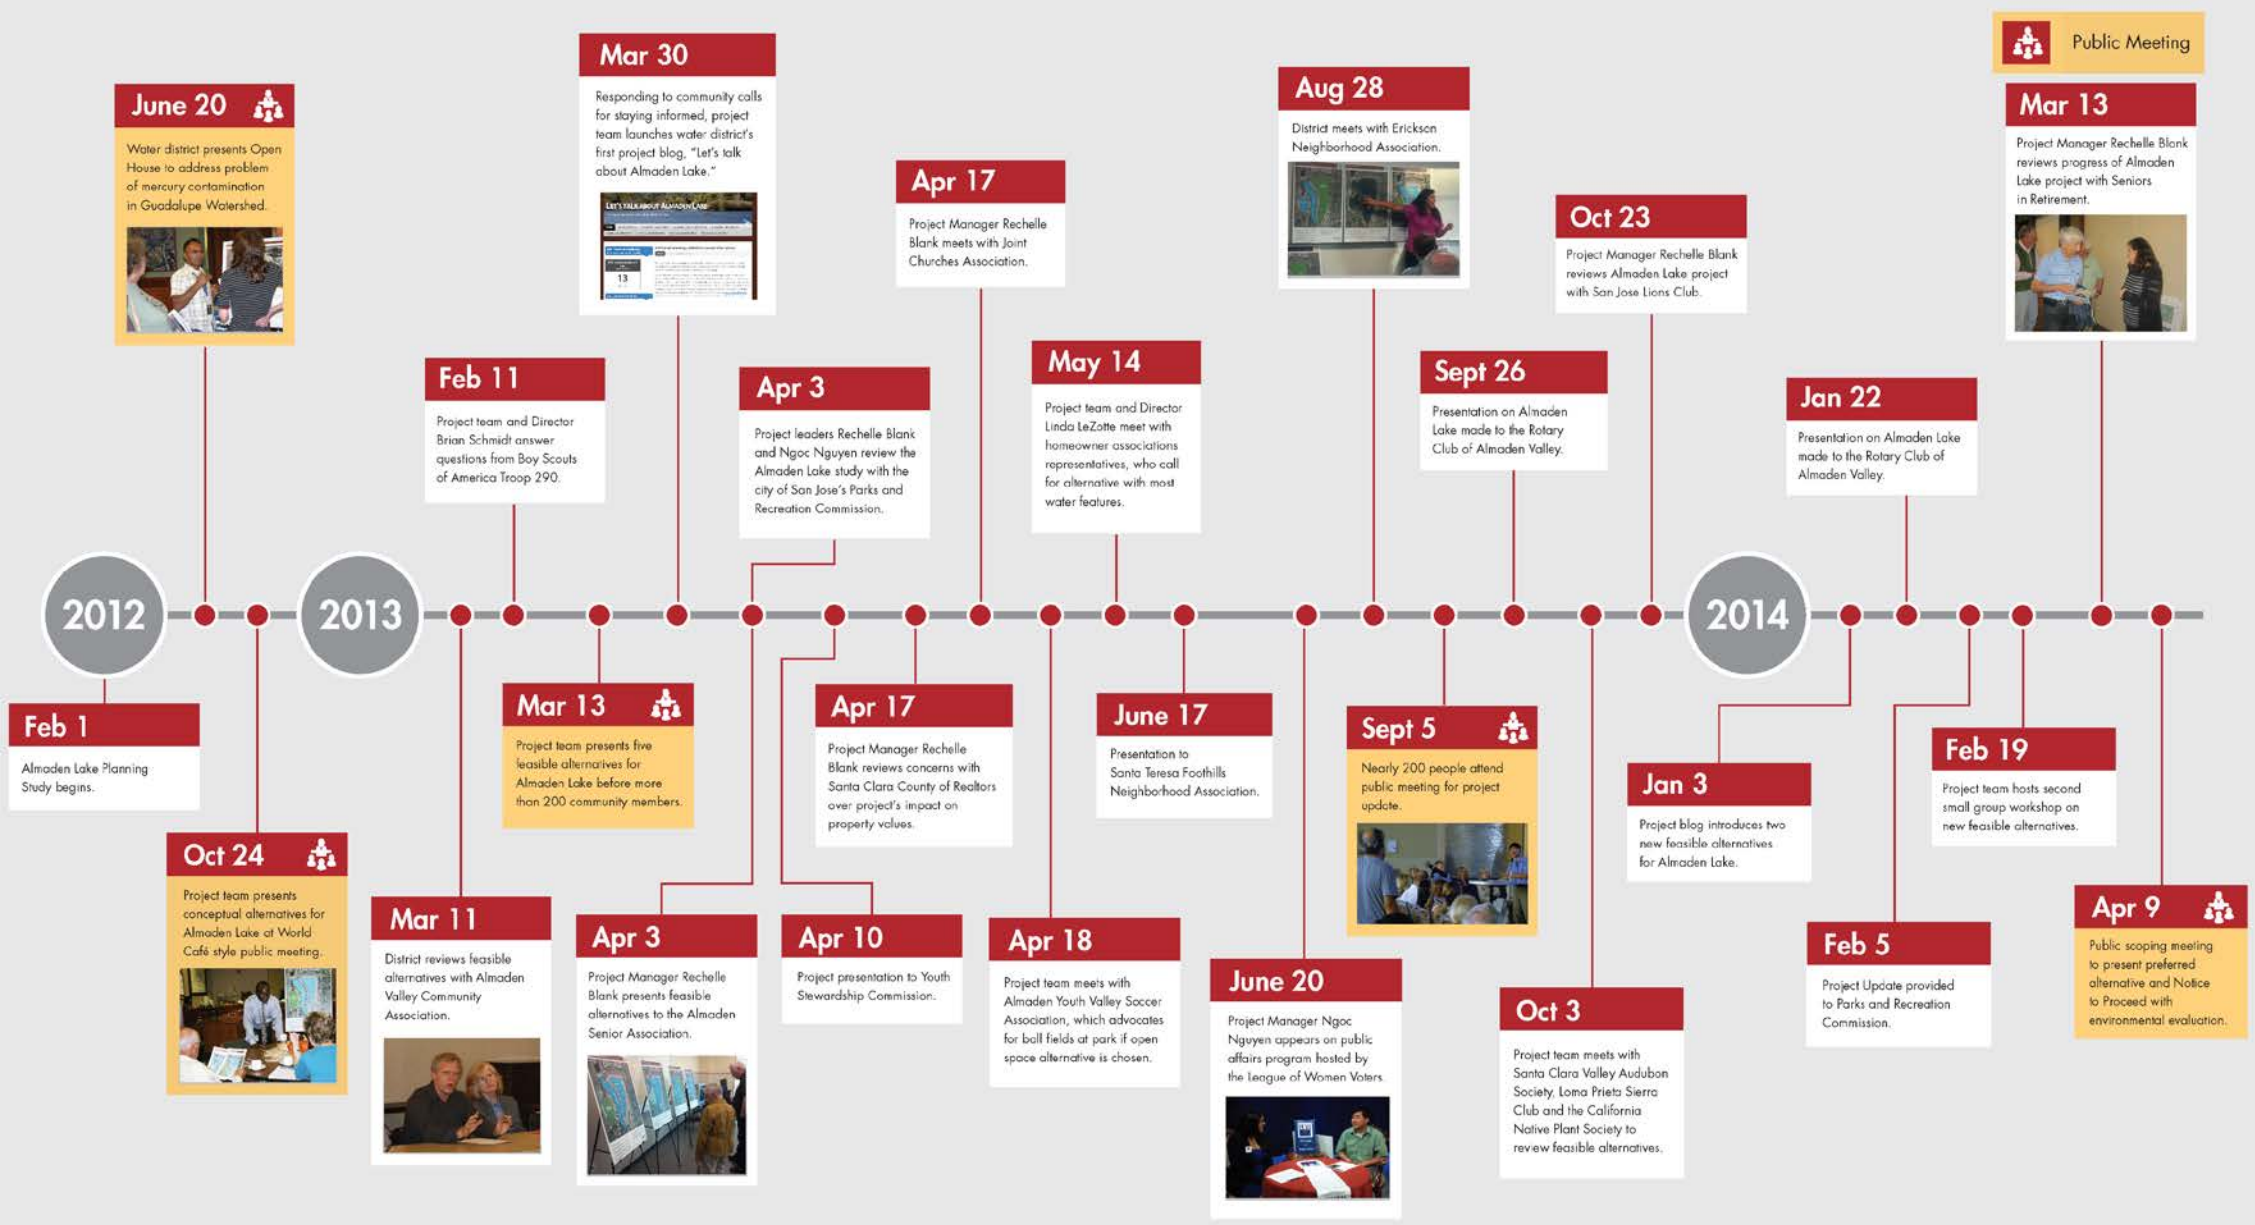 Public Meeting
June 20
Water district presents Open
House to address problem
of mercury contamination
in Guadalupe Watershed.
Mar 30
Responding to community calls
for staying informed, project
team launches water district's
first project blog, "Let's talk
about Almaden Lake."
LET'S TALK ABOUT ALMADEN LAKE
13
Apr 17
Project Manager Rechelle
Blank meets with Joint
Churches Association.
Aug 28
District meets with Erickson
Neighborhood Association.
Oct 23
Project Manager Rechelle Blank
reviews Almaden Lake project
with San Jose Lions Club.
Mar 13
Project Manager Rechelle Blank
reviews progress of Almaden
Lake project with Seniors
in Retirement.
Feb 11
Project team and Director
Brian Schmidt answer
questions from Boy Scouts
of America Troop 290.
Apr 3
Project leaders Rechelle Blank
and Ngoc Nguyen review the
Almaden Lake study with the
city of San Jose's Parks and
Recreation Commission.
May 14
Project team and Director
Linda LeZotte meet with
homeowner associations
representatives, who call
for alternative with most
water features.
Sept 26
Presentation on Almaden
Lake made to the Rotary
Club of Almaden Valley.
Jan 22
Presentation on Almaden Lake
made to the Rotary Club of
Almaden Valley.
2012
2013
2014
Feb 1
Almaden Lake Planning
Study begins.
Oct 24
Project team presents
conceptual alternatives for
Almaden Lake at World
Café style public meeting.
Mar 11
District reviews feasible
alternatives with Almaden
Valley Community
Association.
Mar 13
Project team presents five
feasible alternatives for
Almaden Lake before more
than 200 community members.
Apr 3
Project Manager Rechelle
Blank presents feasible
alternatives to the Almaden
Senior Association.
Apr 10
Project presentation to Youth
Stewardship Commission.
Apr 17
Project Manager Rechelle
Blank reviews concerns with
Santa Clara County of Realtors
over project's impact on
property values.
Apr 18
Project team meets with
Almaden Youth Valley Soccer
Association, which advocates
for ball fields at park if open
space alternative is chosen.
June 17
Presentation to
Santa Teresa Foothills
Neighborhood Association.
June 20
Project Manager Ngoc
Nguyen appears on public
affairs program hosted by
the League of Women Voters.
Sept 5
Nearly 200 people attend
public meeting for project
update.
Oct 3
Project team meets with
Santa Clara Valley Audubon
Society, Loma Prieta Sierra
Club and the California
Native Plant Society to
review feasible alternatives.
Jan 3
Project blog introduces two
new feasible alternatives
for Almaden Lake.
Feb 5
Project Update provided
to Parks and Recreation
Commission.
Feb 19
Project team hosts second
small group workshop on
new feasible alternatives.
Apr 9
Public scoping meeting
to present preferred
alternative and Notice
to Proceed with
environmental evaluation.